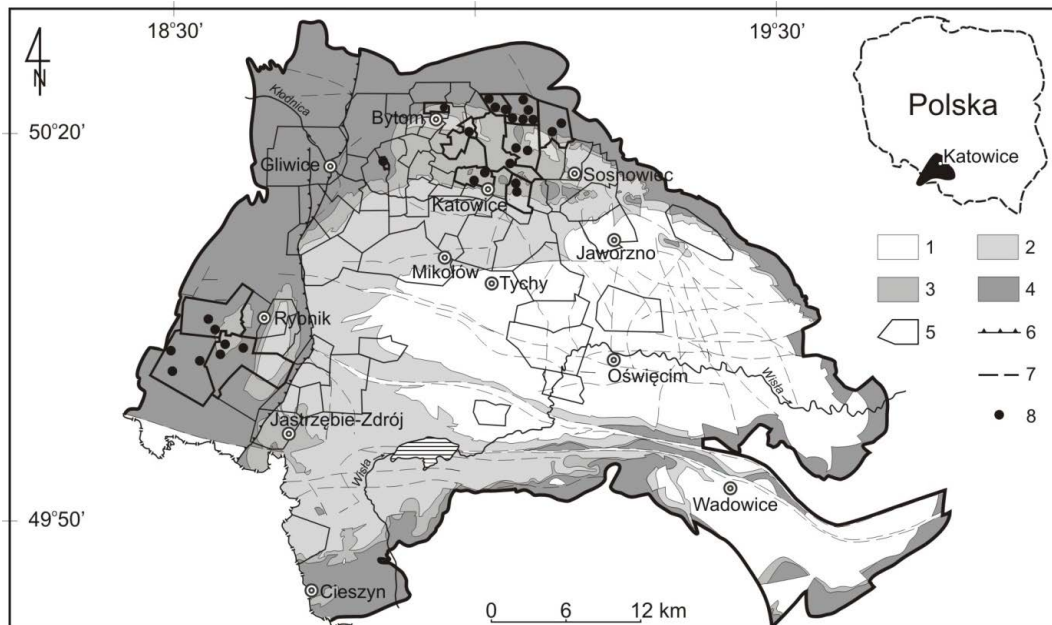 18°30'
19°30'
N
Kłodnica
Polska
50°20'
Bytom
Gliwice
Sosnowiec
Katowice
Katowice
Jaworzno
1
2
Mikołów
Tychy
3
4
Rybnik
5
6
Oświęcim
Wisła
7
Jastrzębie-Zdrój
8
Wisła
Wadowice
49°50'
Cieszyn
0 6 12 km